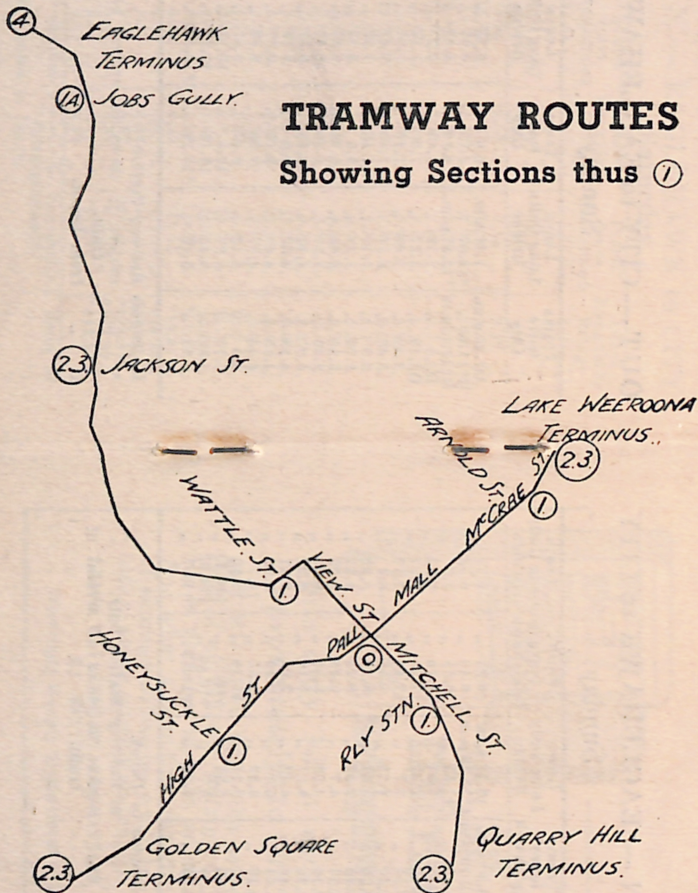 ④ EAGLEHAWK
TERMINUS
1A JOBS GULLY.
TRAMWAY ROUTES
Showing Sections thus ①
2.3. JACKSON ST.
LAKE WEEROONA
TERMINUS.
2.3.
ARNOLD ST.
1.
McCRAE ST.
WATTLE. ST.
1.
VIEW. ST
PALL MALL
0
MITCHELL. ST.
RLY STN.
1.
HONEYSUCKLE
ST.
1.
HIGH ST.
GOLDEN SQUARE
TERMINUS.
2.3.
QUARRY HILL
TERMINUS.
2.3.